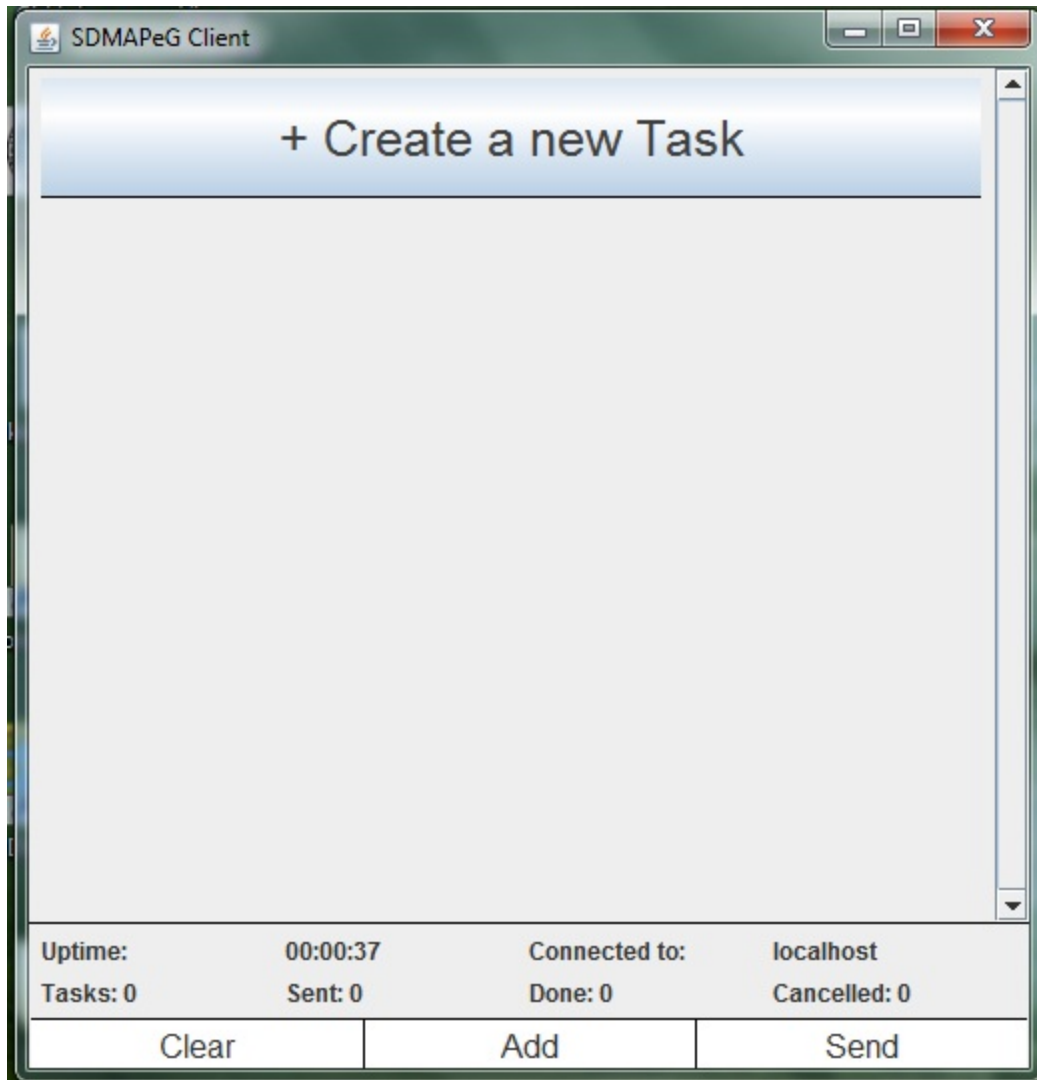 SDMAPeG Client
+ Create a new Task
Uptime: 00:00:37 Connected to: localhost
Tasks: 0 Sent: 0 Done: 0 Cancelled: 0
Clear Add Send